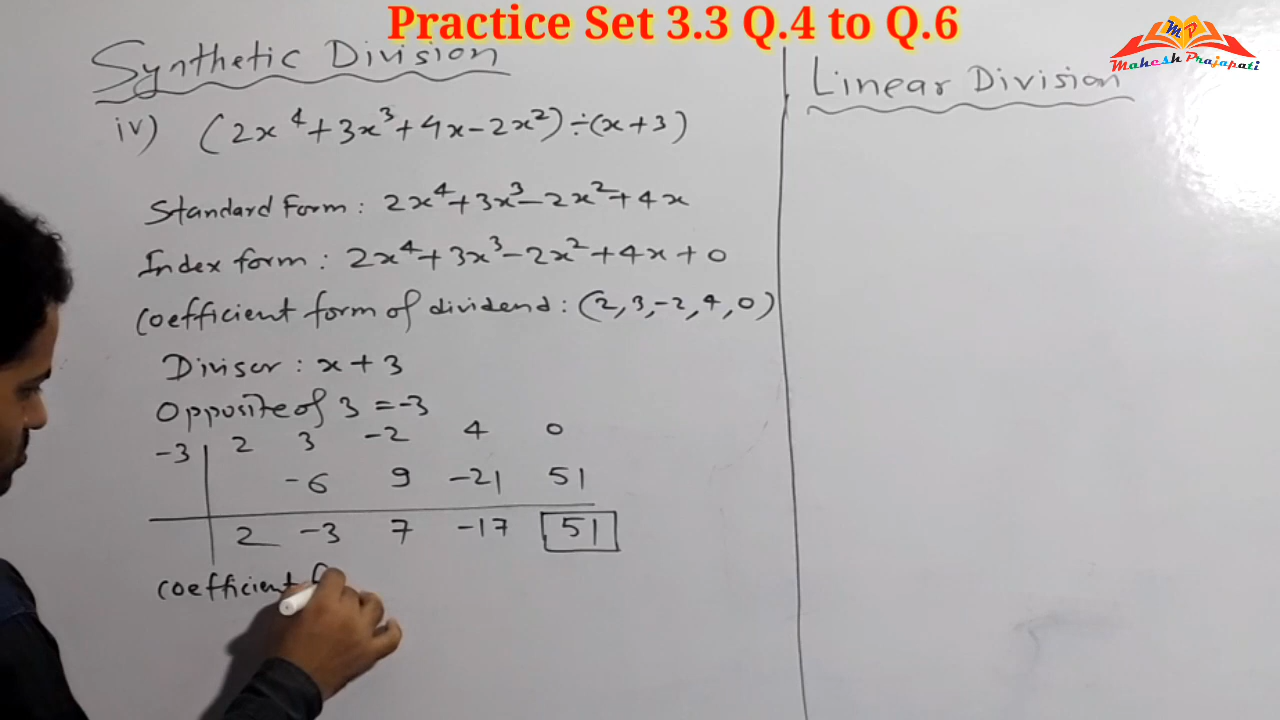 Practice Set 3.3 Q.4 to Q.6
MP
Mahesh Prajapati
Synthetic Division
iv) (2x⁴+3x³+4x-2x²)÷(x+3)
Standard Form: 2x⁴+3x³-2x²+4x
Index form: 2x⁴+3x³-2x²+4x+0
Coefficient form of dividend: (2,3,-2,4,0)
Divisor: x+3
Opposite of 3 = -3
-3 | 2 3 -2 4 0
-6 9 -21 51
2 -3 7 -17 51
coefficient
Linear Division